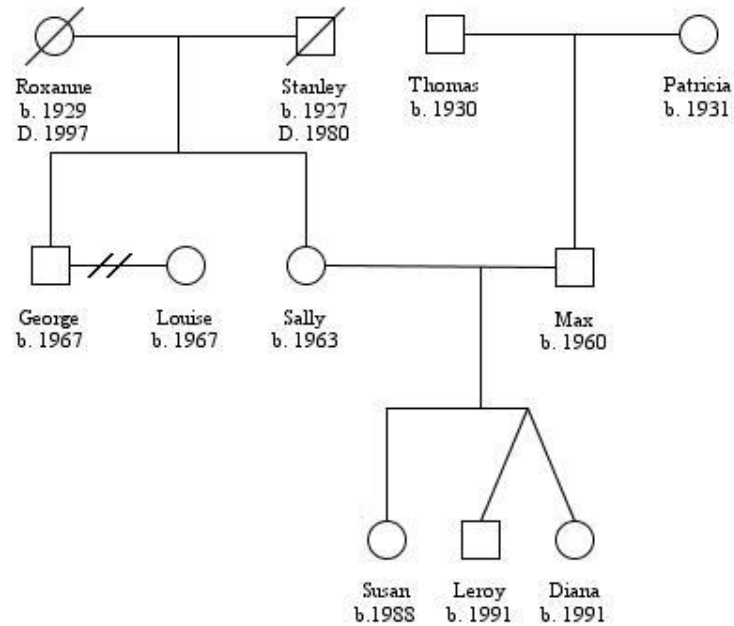 Roxanne
b. 1929
D. 1997
Stanley
b. 1927
D. 1980
Thomas
b. 1930
Patricia
b. 1931
George
b. 1967
Louise
b. 1967
Sally
b. 1963
Max
b. 1960
Susan
b.1988
Leroy
b. 1991
Diana
b. 1991